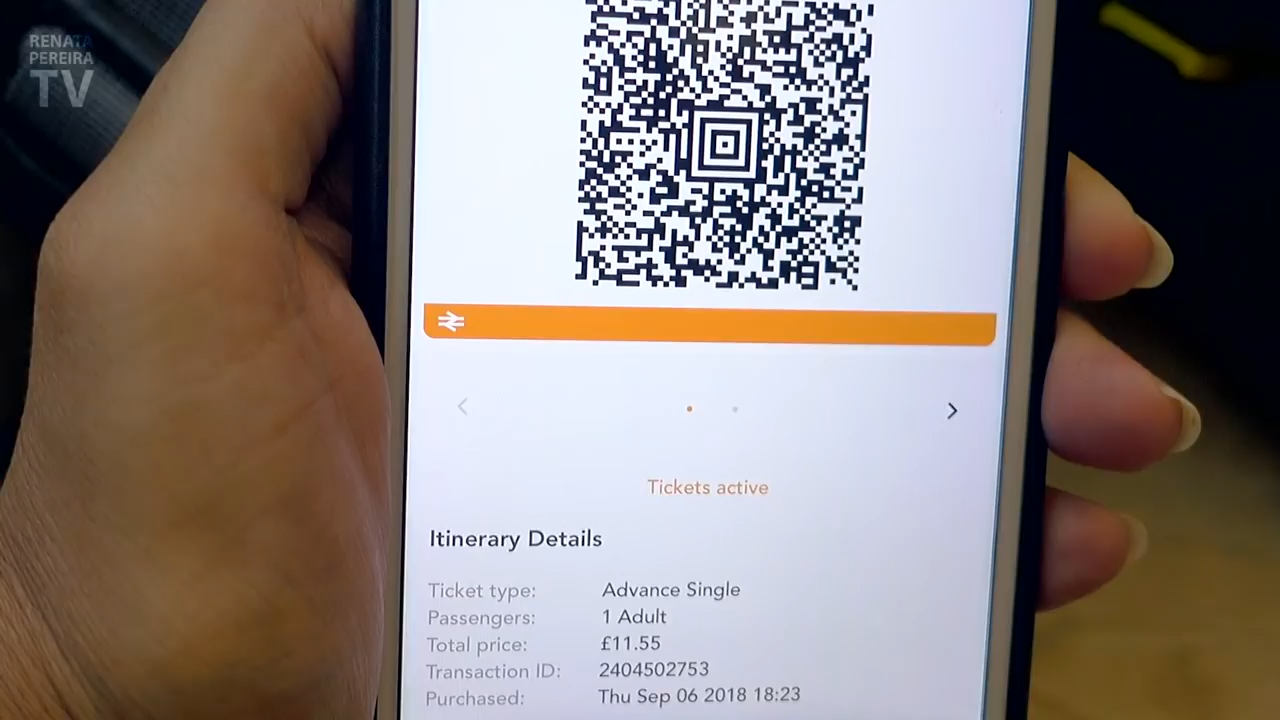 RENATA
PEREIRA
TV
Tickets active
Itinerary Details
Ticket type: Advance Single
Passengers: 1 Adult
Total price: £11.55
Transaction ID: 2404502753
Purchased: Thu Sep 06 2018 18:23